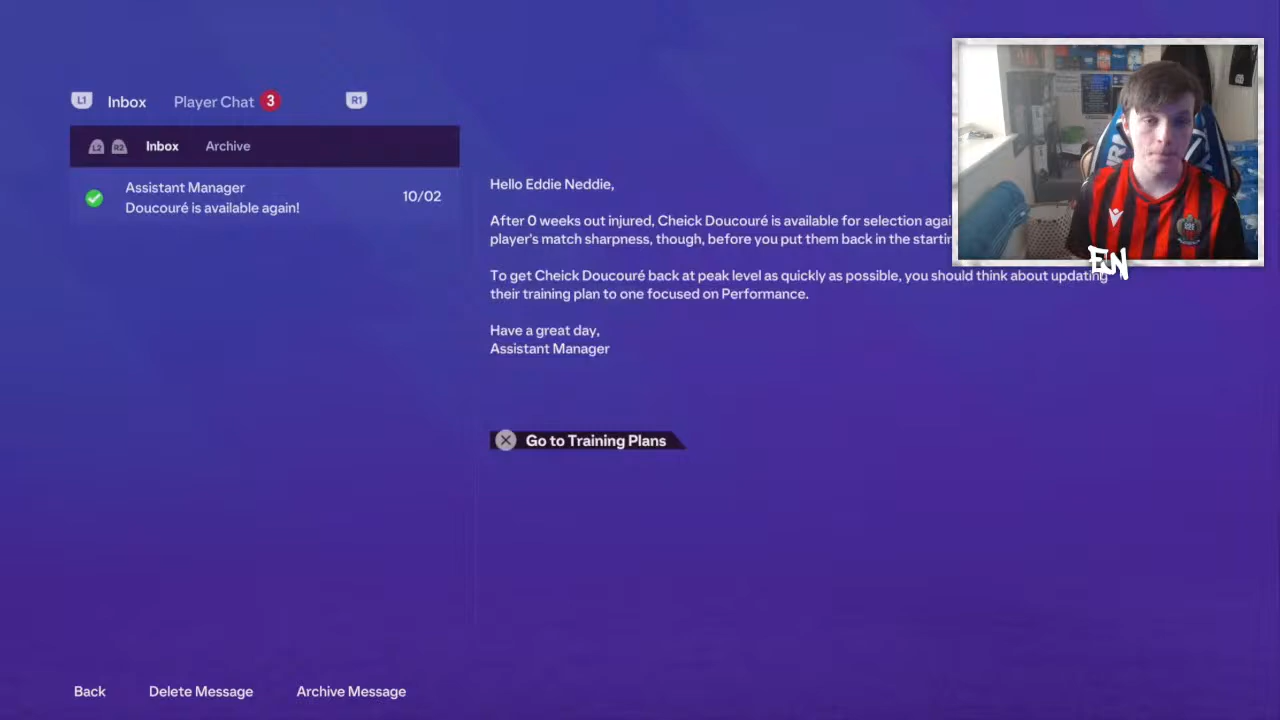 L1 Inbox Player Chat 3 R1
L2 R2 Inbox Archive
Assistant Manager
Doucouré is available again!
10/02
Hello Eddie Neddie,
After 0 weeks out injured, Cheick Doucouré is available for selection agai
player's match sharpness, though, before you put them back in the startin
To get Cheick Doucouré back at peak level as quickly as possible, you should think about updating
their training plan to one focused on Performance.
Have a great day,
Assistant Manager
Go to Training Plans
Back Delete Message Archive Message
EN